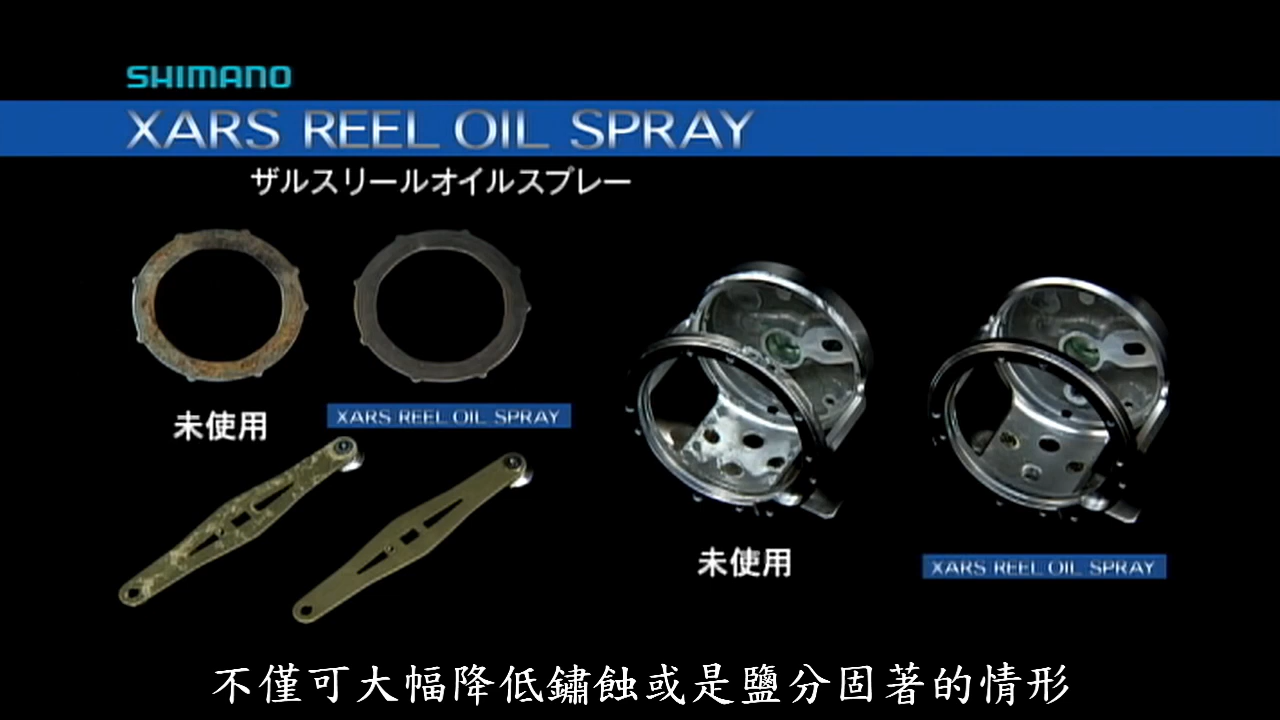 SHIMANO
XARS REEL OIL SPRAY
ザルスリールオイルスプレー
未使用
XARS REEL OIL SPRAY
未使用
XARS REEL OIL SPRAY
不僅可大幅降低鏽蝕或是鹽分固著的情形